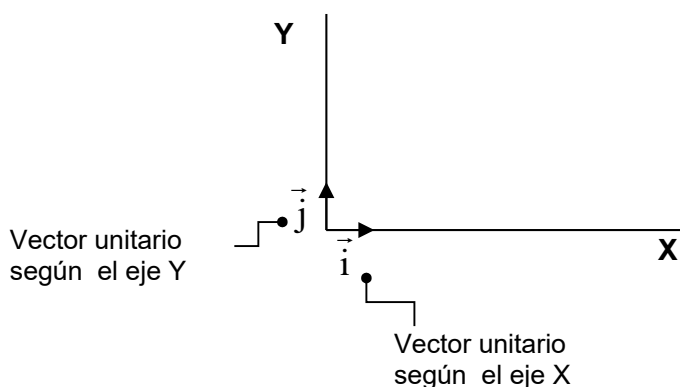 Y
j
Vector unitario
según el eje Y
X
i
Vector unitario
según el eje X